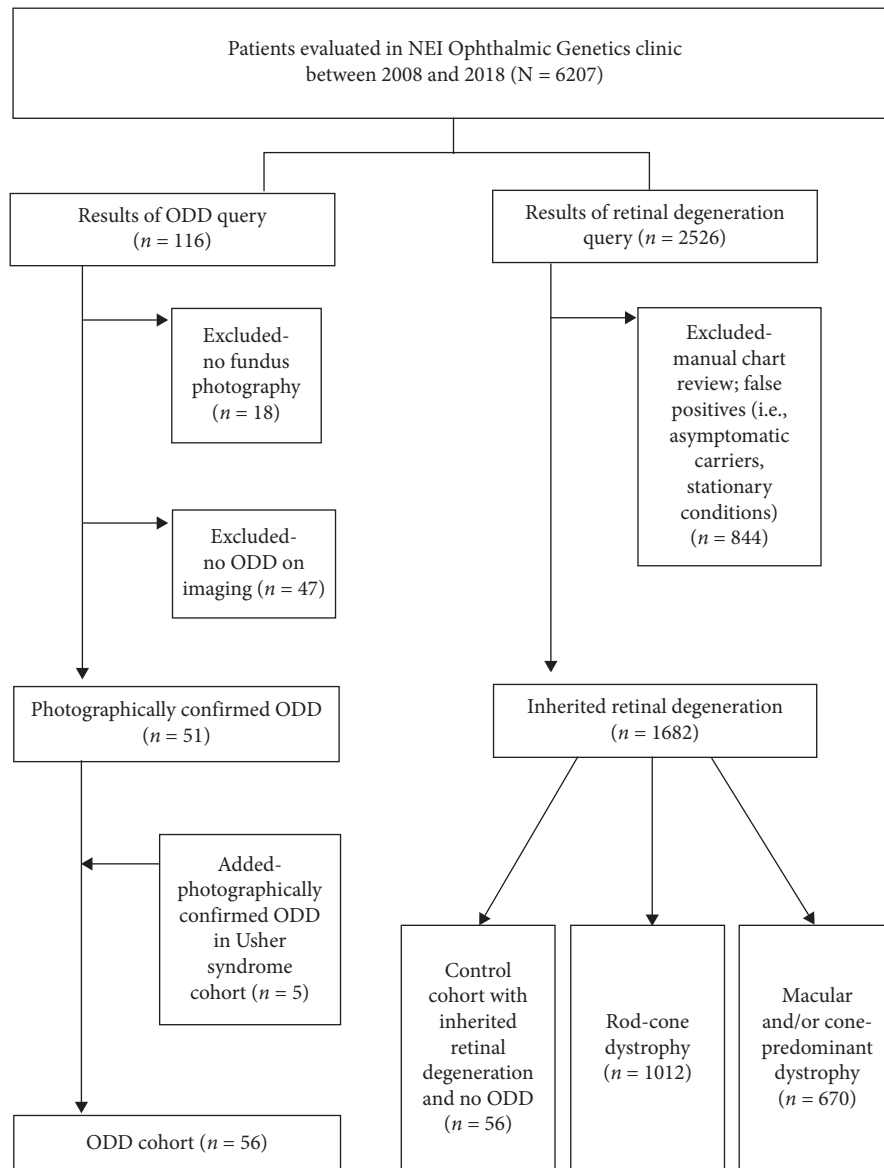 Patients evaluated in NEI Ophthalmic Genetics clinic
between 2008 and 2018 (N = 6207)
Results of ODD query
(n = 116)
Results of retinal degeneration
query (n = 2526)
Excluded-
no fundus
photography
(n = 18)
Excluded-
manual chart
review; false
positives (i.e.,
asymptomatic
carriers,
stationary
conditions)
(n = 844)
Excluded-
no ODD on
imaging (n = 47)
Photographically confirmed ODD
(n = 51)
Inherited retinal degeneration
(n = 1682)
Added-
photographically
confirmed ODD
in Usher
syndrome
cohort (n = 5)
Control
cohort with
inherited
retinal
degeneration
and no ODD
(n = 56)
Rod-cone
dystrophy
(n = 1012)
Macular
and/or cone-
predominant
dystrophy
(n = 670)
ODD cohort (n = 56)